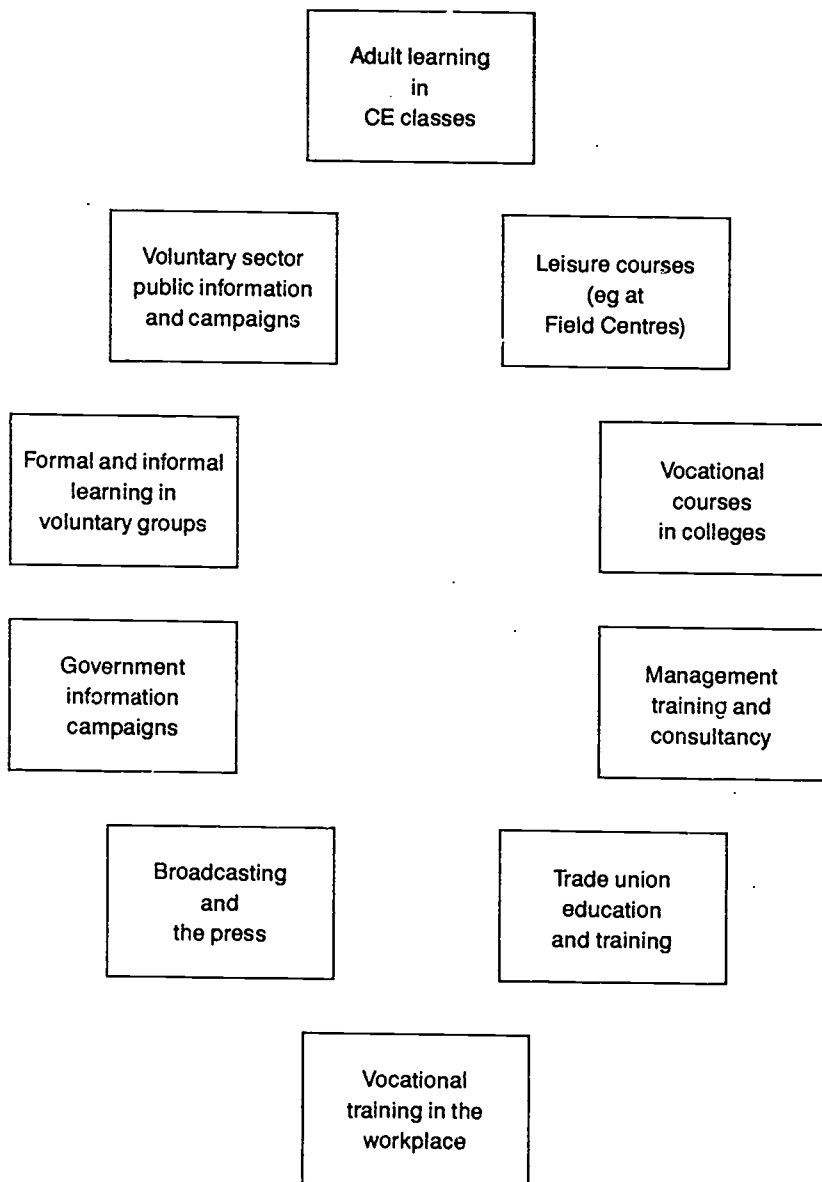 Adult learning
in
CE classes
Voluntary sector
public information
and campaigns
Leisure courses
(eg at
Field Centres)
Formal and informal
learning in
voluntary groups
Vocational
courses
in colleges
Government
information
campaigns
Management
training and
consultancy
Broadcasting
and
the press
Trade union
education
and training
Vocational
training in the
workplace